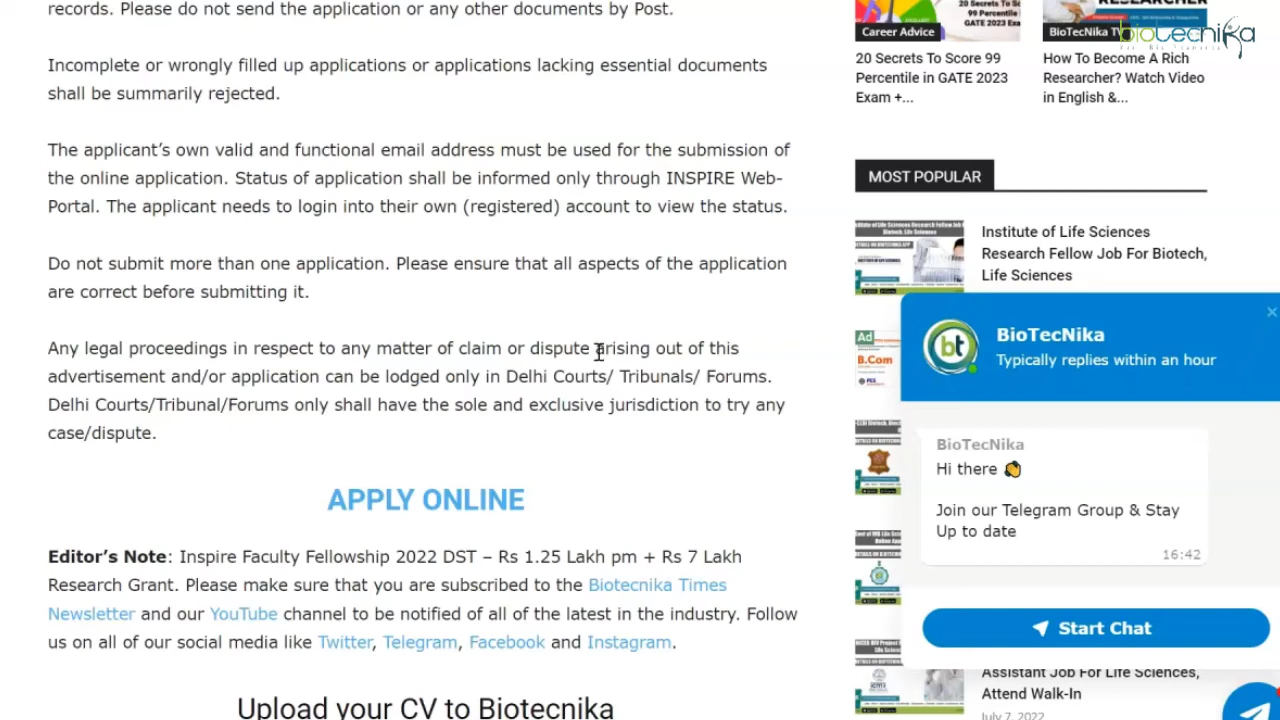 records. Please do not send the application or any other documents by Post.
Incomplete or wrongly filled up applications or applications lacking essential documents
shall be summarily rejected.
The applicant’s own valid and functional email address must be used for the submission of
the online application. Status of application shall be informed only through INSPIRE Web-
Portal. The applicant needs to login into their own (registered) account to view the status.
Do not submit more than one application. Please ensure that all aspects of the application
are correct before submitting it.
Any legal proceedings in respect to any matter of claim or dispute arising out of this
advertisement and/or application can be lodged only in Delhi Courts/ Tribunals/ Forums.
Delhi Courts/Tribunal/Forums only shall have the sole and exclusive jurisdiction to try any
case/dispute.
APPLY ONLINE
Editor’s Note: Inspire Faculty Fellowship 2022 DST – Rs 1.25 Lakh pm + Rs 7 Lakh
Research Grant. Please make sure that you are subscribed to the Biotecnika Times
Newsletter and our YouTube channel to be notified of all of the latest in the industry. Follow
us on all of our social media like Twitter, Telegram, Facebook and Instagram.
Upload your CV to Biotecnika
20 Secrets To Sc
99 Percentile
GATE 2023 Exa
Career Advice
20 Secrets To Score 99
Percentile in GATE 2023
Exam +...
RESEARCHER
BioTecNika TV
biotecnika
How To Become A Rich
Researcher? Watch Video
in English &...
MOST POPULAR
Institute of Life Sciences
Research Fellow Job For Biotech,
Life Sciences
Ad
B.Com
PES
BioTecNika
Typically replies within an hour
bt
BioTecNika
Hi there
Join our Telegram Group & Stay
Up to date
16:42
Start Chat
Assistant Job For Life Sciences,
Attend Walk-In
July 7, 2022